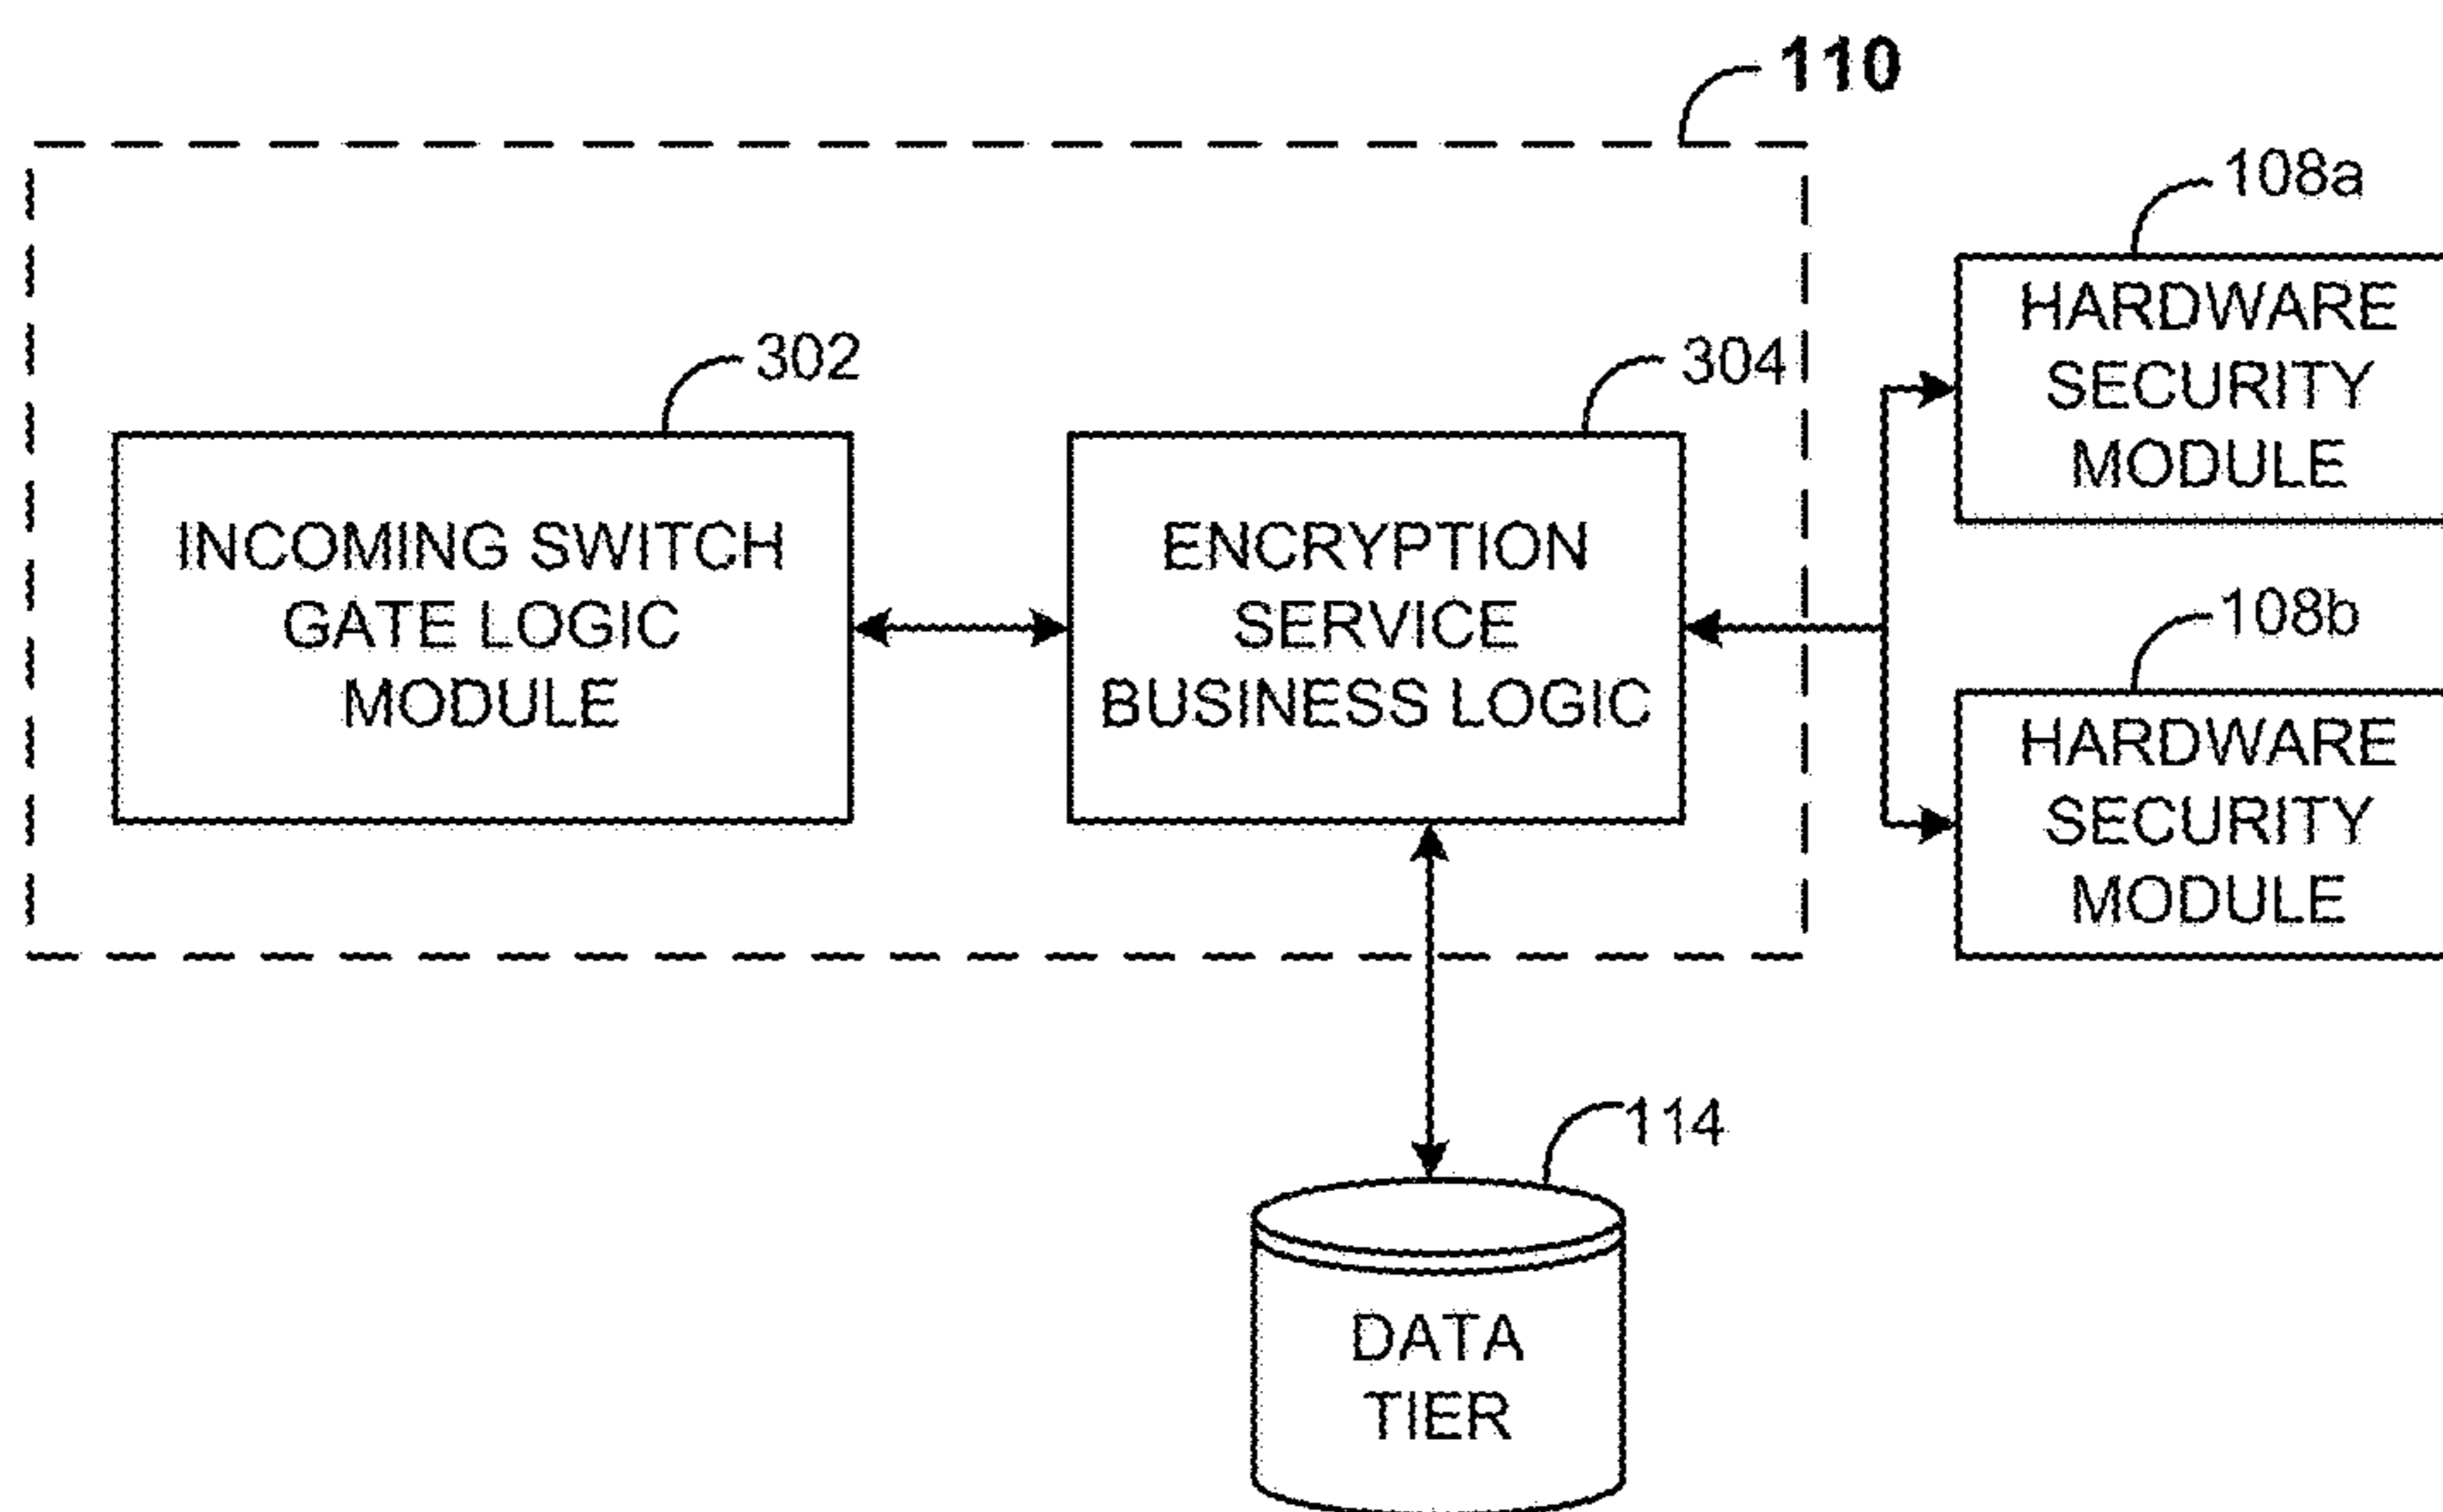 110
108a
HARDWARE
SECURITY
MODULE
302
304
INCOMING SWITCH
GATE LOGIC
MODULE
ENCRYPTION
SERVICE
BUSINESS LOGIC
108b
HARDWARE
SECURITY
MODULE
114
DATA
TIER